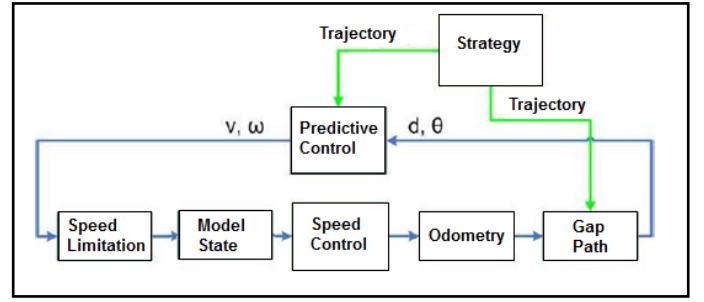 Trajectory
Strategy
Trajectory
v, ω
Predictive
Control
d, θ
Speed
Limitation
Model
State
Speed
Control
Odometry
Gap
Path